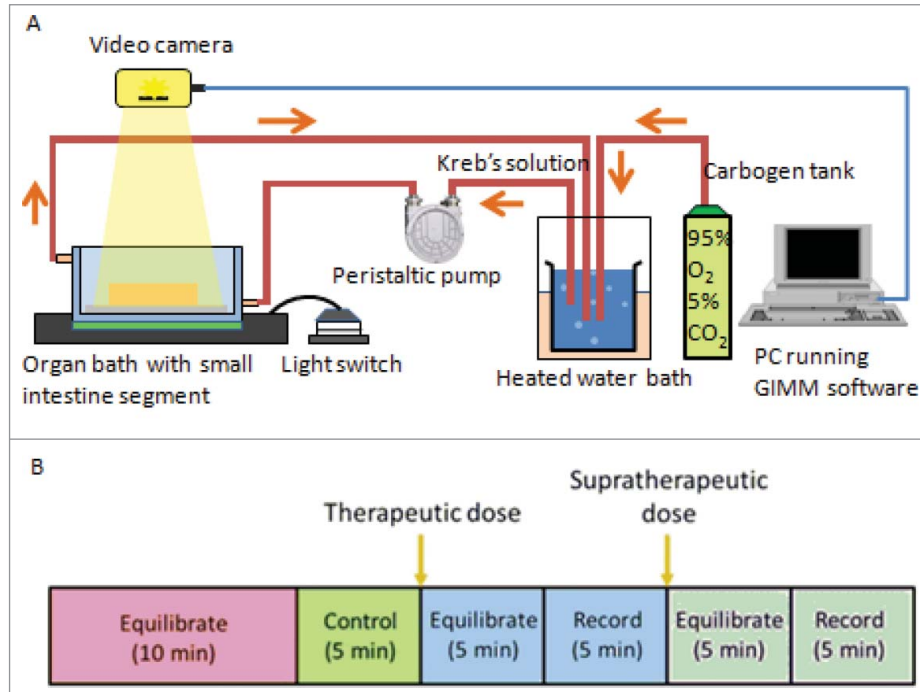 A
Video camera
Kreb's solution
Carbogen tank
Peristaltic pump
95%
O2
5%
CO2
Organ bath with small
intestine segment
Light switch
Heated water bath
PC running
GIMM software
B
Therapeutic dose
Supratherapeutic
dose
Equilibrate
(10 min)
Control
(5 min)
Equilibrate
(5 min)
Record
(5 min)
Equilibrate
(5 min)
Record
(5 min)